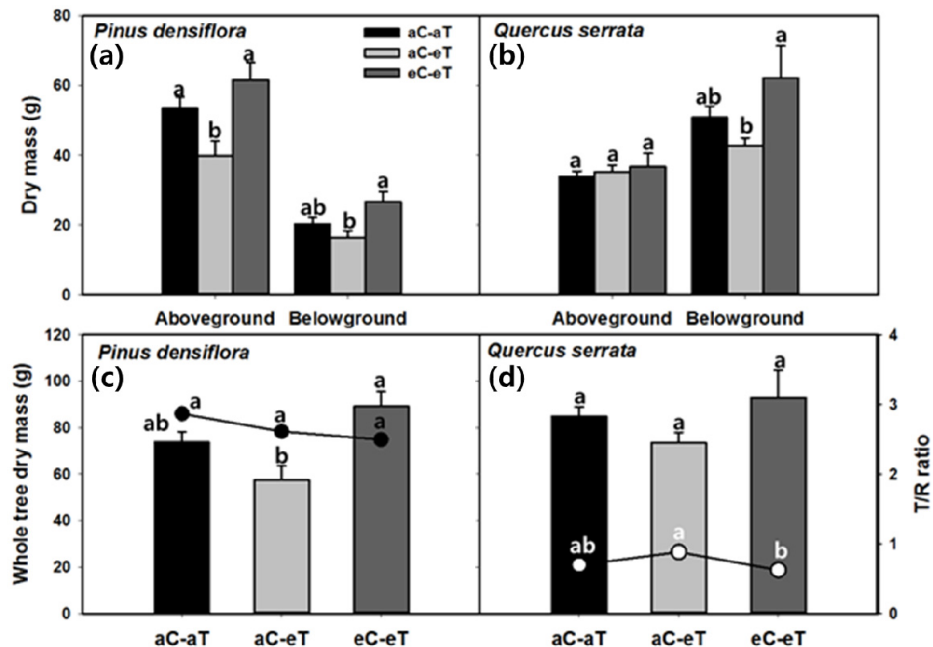 Pinus densiflora
(a)
aC-aT
aC-eT
eC-eT
a
b
a
ab
b
a
Quercus serrata
(b)
a
a
a
ab
b
a
80
60
40
20
0
Dry mass (g)
Aboveground Belowground
Aboveground Belowground
Pinus densiflora
(c)
ab
a
a
b
a
a
Quercus serrata
(d)
a
a
a
ab
a
b
120
100
80
60
40
20
0
Whole tree dry mass (g)
4
3
2
1
0
T/R ratio
aC-aT aC-eT eC-eT
aC-aT aC-eT eC-eT